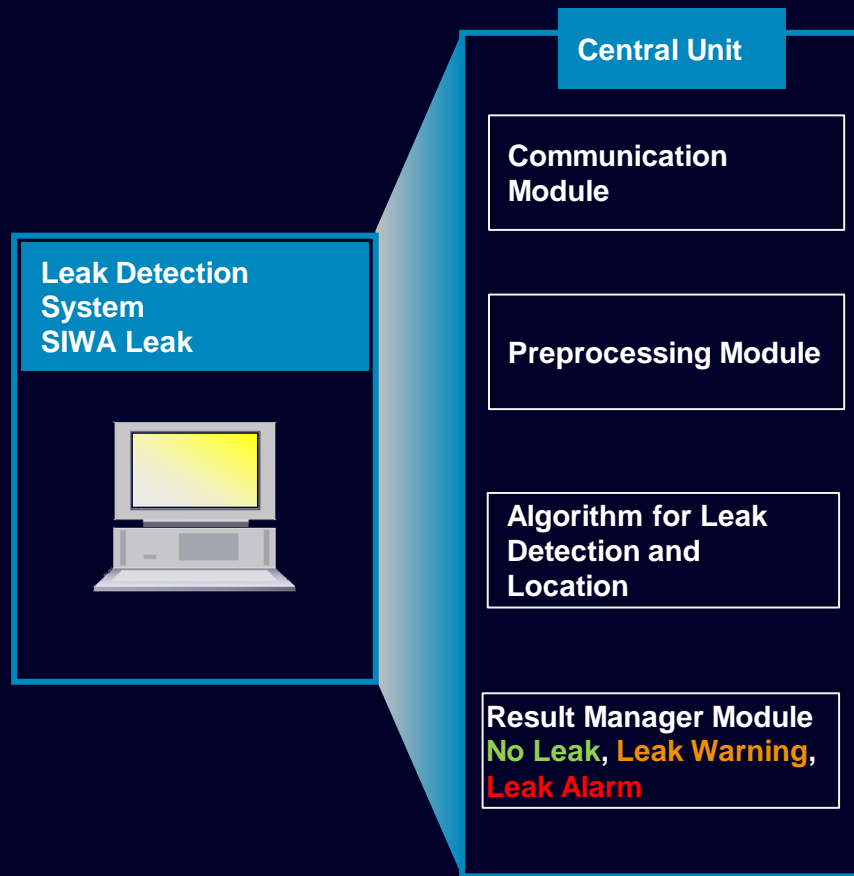 Central Unit
Communication
Module
Leak Detection
System
SIWA Leak
Preprocessing Module
Algorithm for Leak
Detection and
Location
Result Manager Module
No Leak, Leak Warning,
Leak Alarm